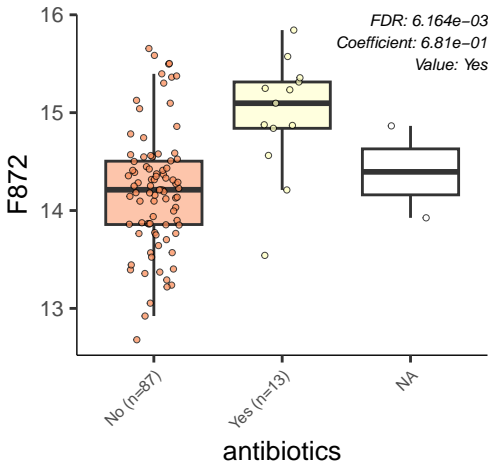 FDR: 6.164e−03
Coefficient: 6.81e−01
Value: Yes
F872
16
15
14
13
No (n=87)
Yes (n=13)
NA
antibiotics